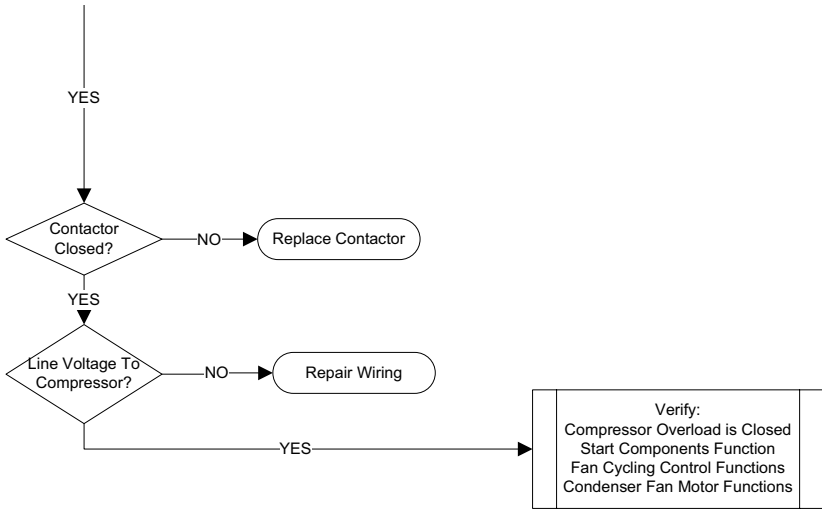 YES
Contactor
Closed?
NO
Replace Contactor
YES
Line Voltage To
Compressor?
NO
Repair Wiring
YES
Verify:
Compressor Overload is Closed
Start Components Function
Fan Cycling Control Functions
Condenser Fan Motor Functions